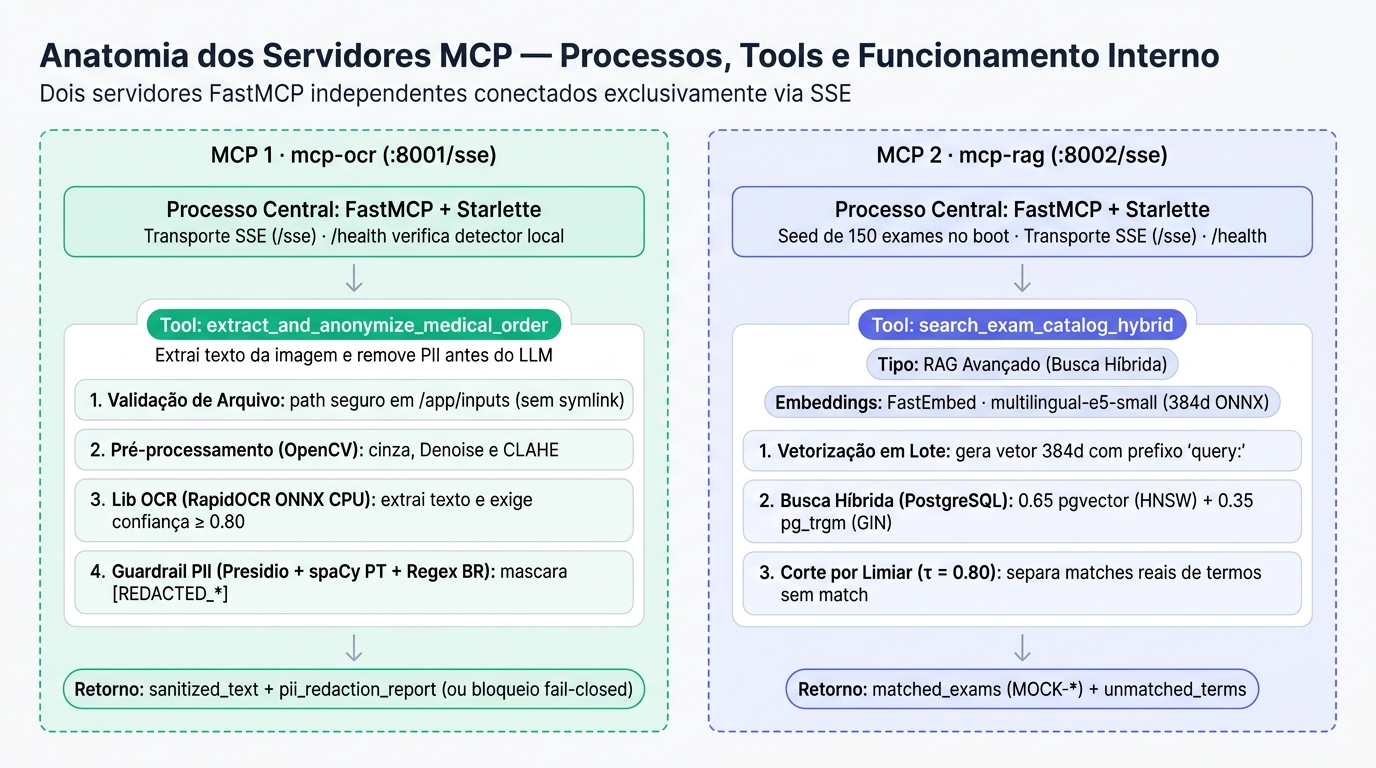 Anatomia dos Servidores MCP — Processos, Tools e Funcionamento Interno
Dois servidores FastMCP independentes conectados exclusivamente via SSE
MCP 1 · mcp-ocr (:8001/sse)
Processo Central: FastMCP + Starlette
Transporte SSE (/sse) · /health verifica detector local
Tool: extract_and_anonymize_medical_order
Extrai texto da imagem e remove PII antes do LLM
1. Validação de Arquivo: path seguro em /app/inputs (sem symlink)
2. Pré-processamento (OpenCV): cinza, Denoise e CLAHE
3. Lib OCR (RapidOCR ONNX CPU): extrai texto e exige
confiança ≥ 0.80
4. Guardrail PII (Presidio + spaCy PT + Regex BR): mascara
[REDACTED_*]
Retorno: sanitized_text + pii_redaction_report (ou bloqueio fail-closed)
MCP 2 · mcp-rag (:8002/sse)
Processo Central: FastMCP + Starlette
Seed de 150 exames no boot · Transporte SSE (/sse) · /health
Tool: search_exam_catalog_hybrid
Tipo: RAG Avançado (Busca Híbrida)
Embeddings: FastEmbed · multilingual-e5-small (384d ONNX)
1. Vetorização em Lote: gera vetor 384d com prefixo ‘query:’
2. Busca Híbrida (PostgreSQL): 0.65 pgvector (HNSW) + 0.35
pg_trgm (GIN)
3. Corte por Limiar (τ = 0.80): separa matches reais de termos
sem match
Retorno: matched_exams (MOCK-*) + unmatched_terms